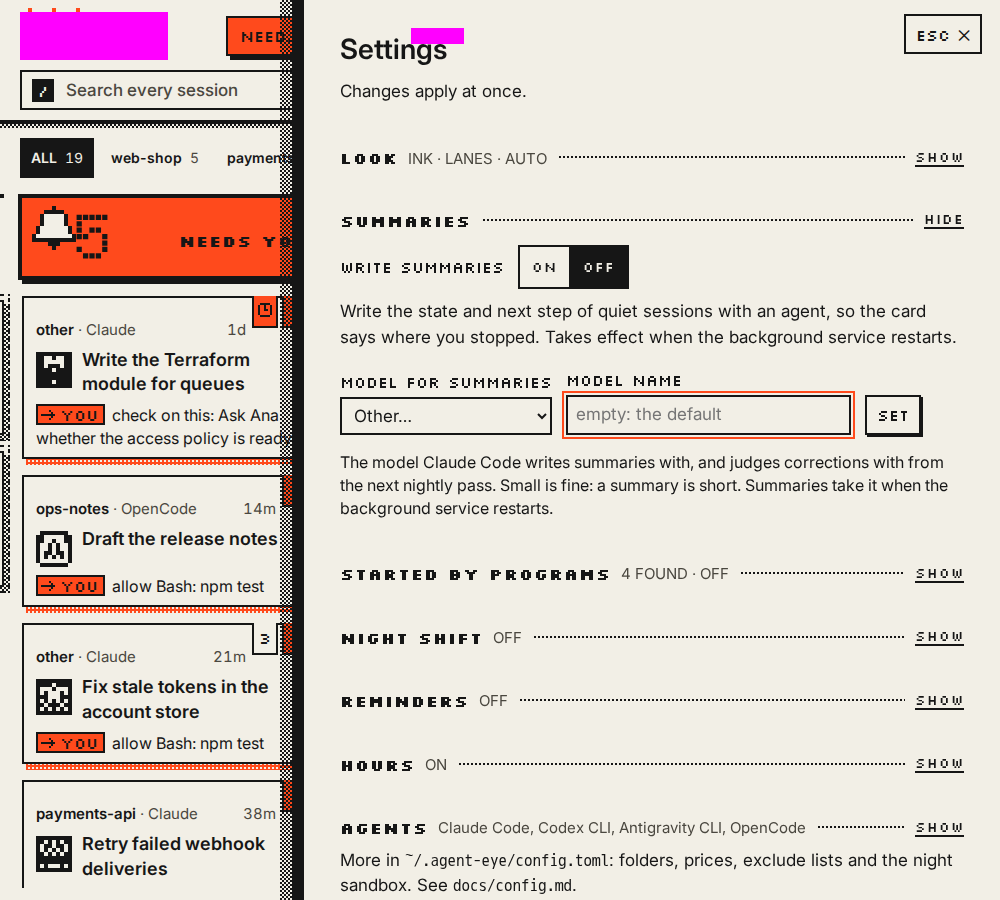 NEED
Search every session
ALL 19 web-shop 5 payment
5 NEEDS YO
other · Claude 1d
Write the Terraform
module for queues
→ YOU check on this: Ask Ana
whether the access policy is ready
ops-notes · OpenCode 14m
Draft the release notes
→ YOU allow Bash: npm test
3
other · Claude 21m
Fix stale tokens in the
account store
→ YOU allow Bash: npm test
payments-api · Claude 38m
Retry failed webhook
deliveries
Settings
ESC ×
Changes apply at once.
LOOK INK · LANES · AUTO SHOW
SUMMARIES HIDE
WRITE SUMMARIES ON OFF
Write the state and next step of quiet sessions with an agent, so the card
says where you stopped. Takes effect when the background service restarts.
MODEL FOR SUMMARIES MODEL NAME
Other... empty: the default SET
The model Claude Code writes summaries with, and judges corrections with from
the next nightly pass. Small is fine: a summary is short. Summaries take it when the
background service restarts.
STARTED BY PROGRAMS 4 FOUND · OFF SHOW
NIGHT SHIFT OFF SHOW
REMINDERS OFF SHOW
HOURS ON SHOW
AGENTS Claude Code, Codex CLI, Antigravity CLI, OpenCode SHOW
More in ~/.agent-eye/config.toml: folders, prices, exclude lists and the night
sandbox. See docs/config.md.